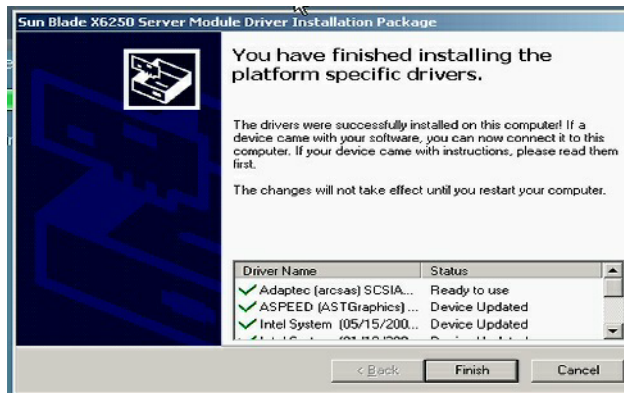 Sun Blade X6250 Server Module Driver Installation Package
You have finished installing the
platform specific drivers.
The drivers were successfully installed on this computer! If a
device came with your software, you can now connect it to this
computer. If your device came with instructions, please read them
first.
The changes will not take effect until you restart your computer.
Driver Name Status
Adaptec (arcsas) SCSIA... Ready to use
ASPEED (ASTGraphics) ... Device Updated
Intel System (05/15/200... Device Updated
< Back Finish Cancel